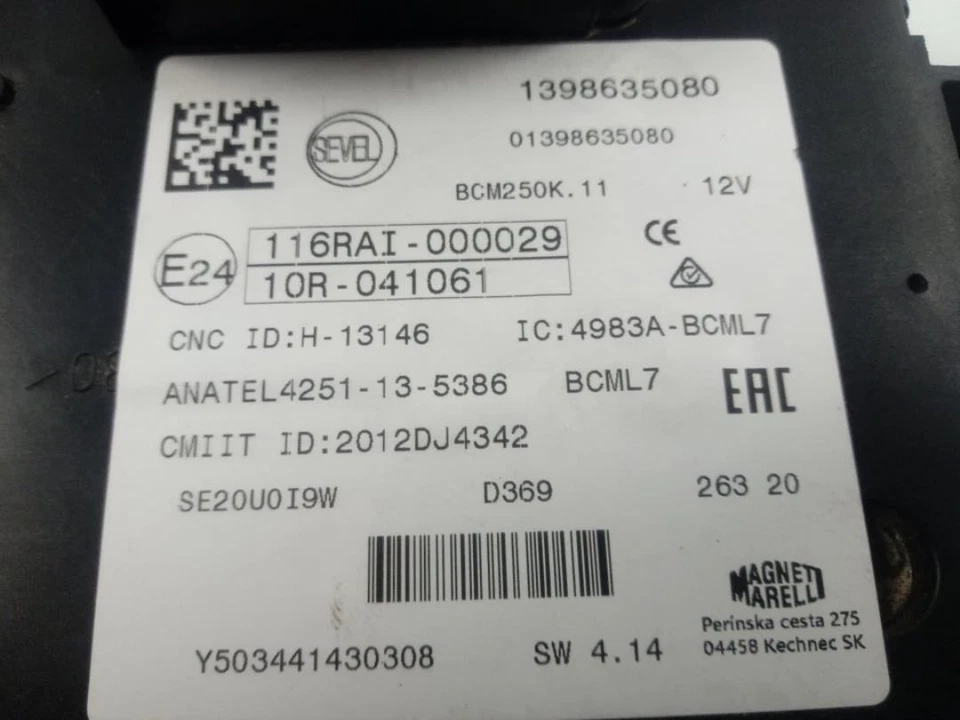 1398635080
SEVEL
01398635080
BCM250K.11 12V
E24
116RAI-000029
10R-041061
CE
CNC ID:H-13146 IC:4983A-BCML7
ANATEL4251-13-5386 BCML7 EAC
CMIIT ID:2012DJ4342
SE20U0I9W D369 263 20
MAGNETI
MARELLI
Perinska cesta 275
04458 Kechnec SK
Y503441430308 SW 4.14